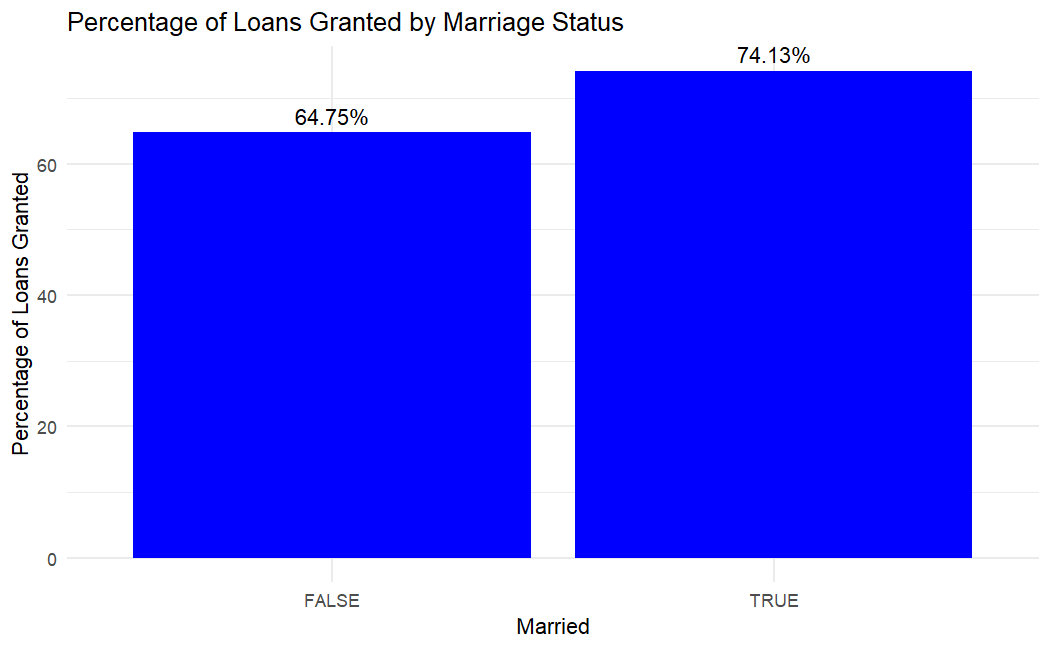 Percentage of Loans Granted by Marriage Status
74.13%
64.75%
Percentage of Loans Granted
60
40
20
0
FALSE
TRUE
Married